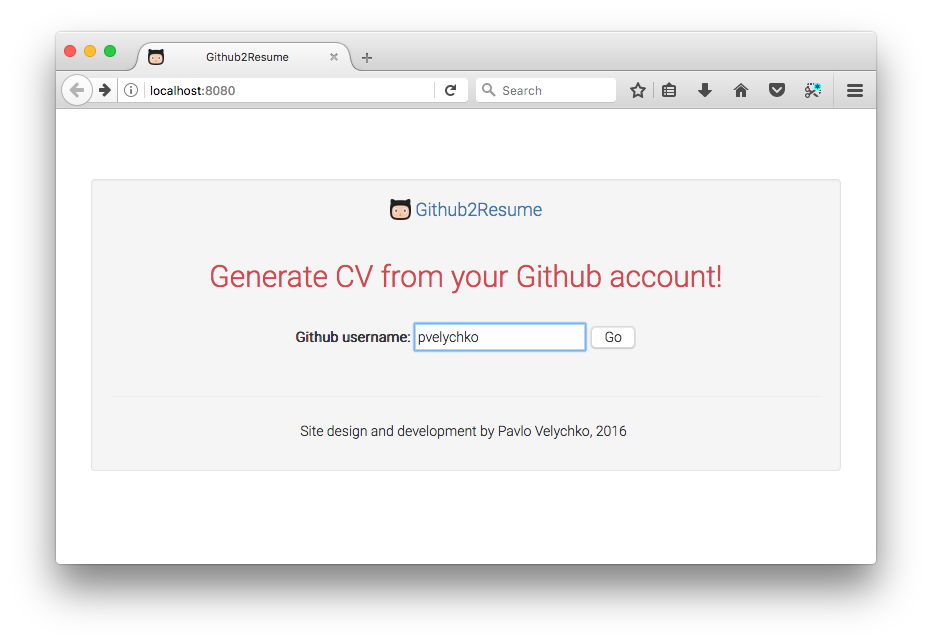 Github2Resume
localhost:8080
Search
Github2Resume
Generate CV from your Github account!
Github username: pvelychko Go
Site design and development by Pavlo Velychko, 2016